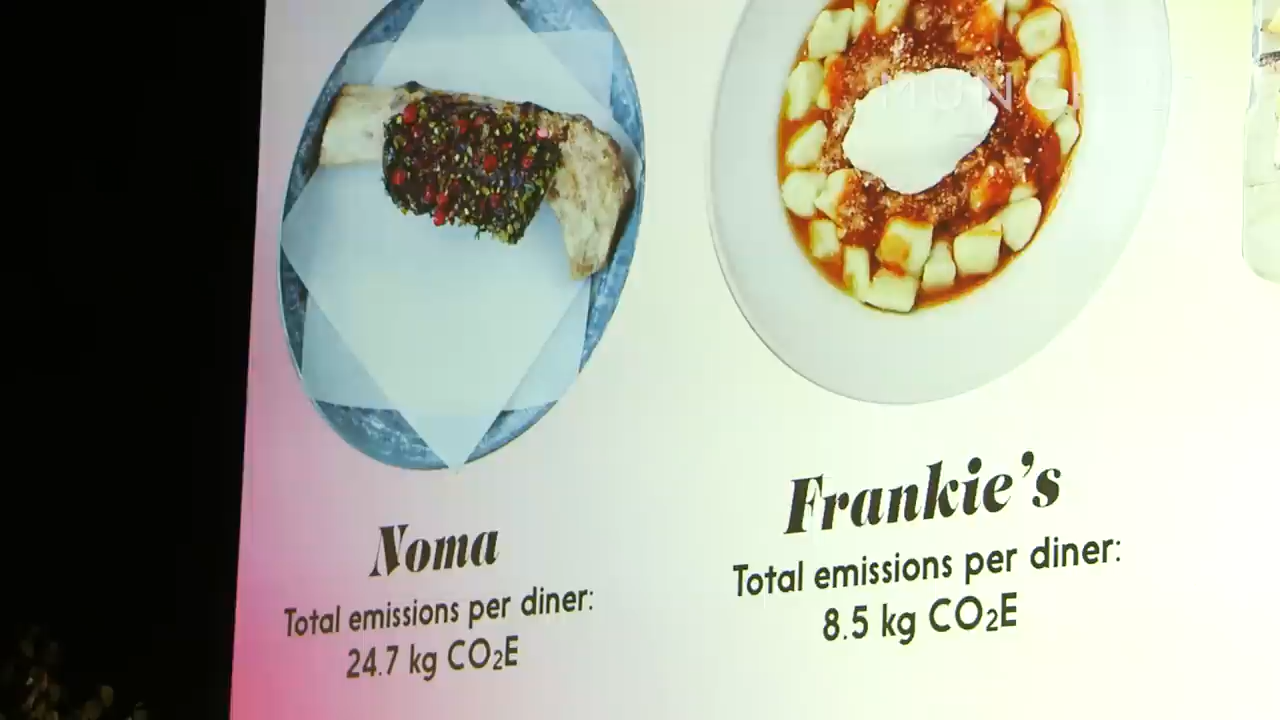 Noma
Total emissions per diner:
24.7 kg CO₂E
Frankie's
Total emissions per diner:
8.5 kg CO₂E